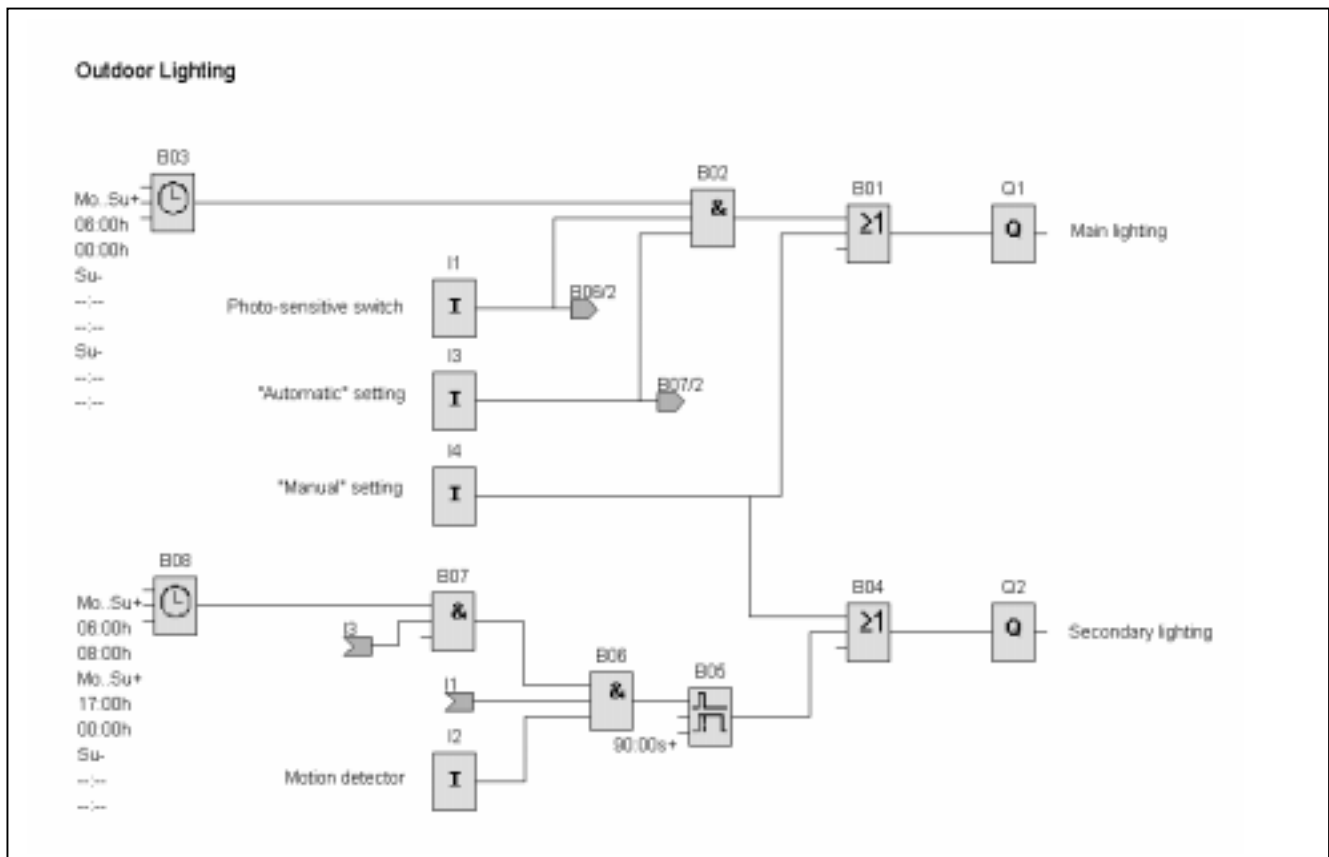 Outdoor Lighting
B03
Mo..Su+
06:00h
00:00h
Su-
--:--
--:--
Su-
--:--
--:--
B02
&
B01
≥1
Q1
Q
Main lighting
I1
Photo-sensitive switch
I
B06/2
I3
"Automatic" setting
I
B07/2
I4
"Manual" setting
I
B08
Mo..Su+
06:00h
08:00h
Mo..Su+
17:00h
00:00h
Su-
--:--
--:--
B07
&
I3
B04
≥1
Q2
Q
Secondary lighting
B06
&
I1
B05
90:00s+
I2
Motion detector
I